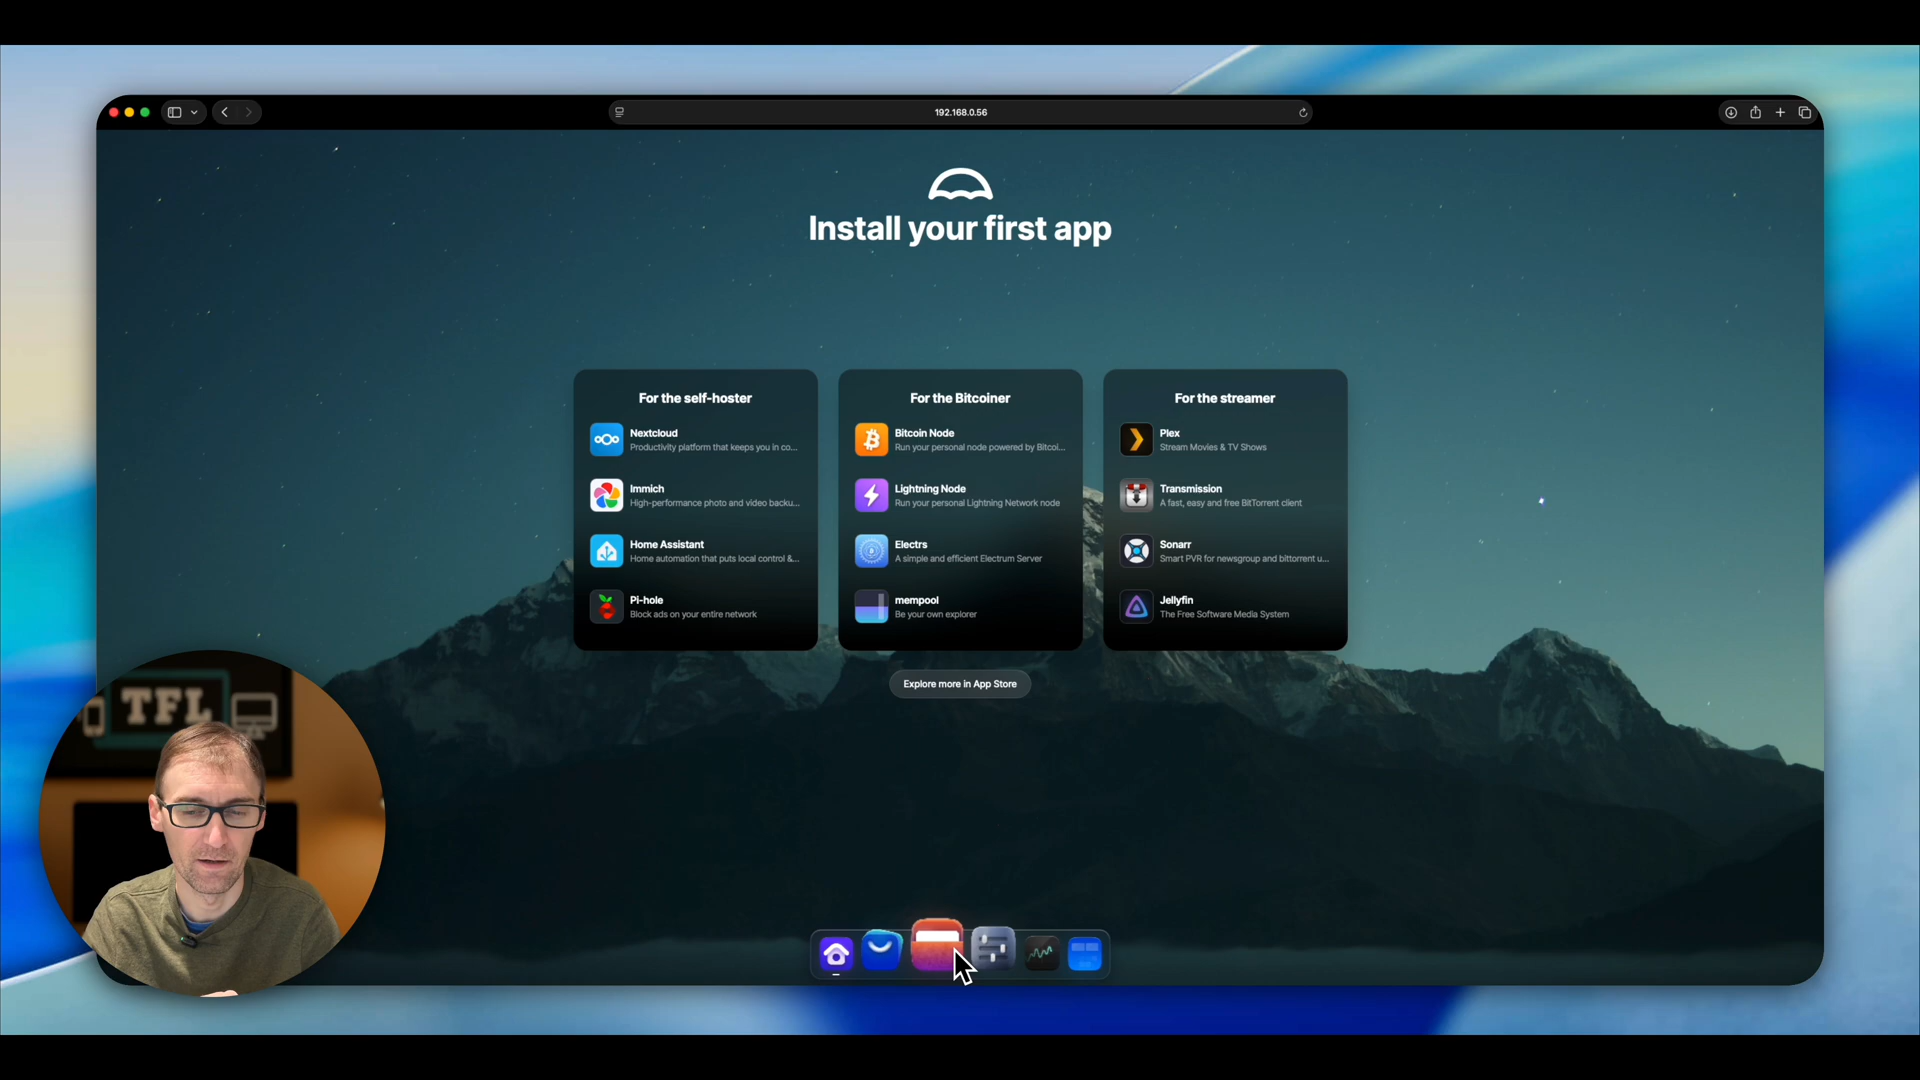 192.168.0.56
Install your first app
For the self-hoster
Nextcloud
Productivity platform that keeps you in co...
Immich
High-performance photo and video backu...
Home Assistant
Home automation that puts local control &...
Pi-hole
Block ads on your entire network
For the Bitcoiner
Bitcoin Node
Run your personal node powered by Bitcoi...
Lightning Node
Run your personal Lightning Network node
Electrs
A simple and efficient Electrum Server
mempool
Be your own explorer
For the streamer
Plex
Stream Movies & TV Shows
Transmission
A fast, easy and free BitTorrent client
Sonarr
Smart PVR for newsgroup and bittorrent u...
Jellyfin
The Free Software Media System
Explore more in App Store
TFL